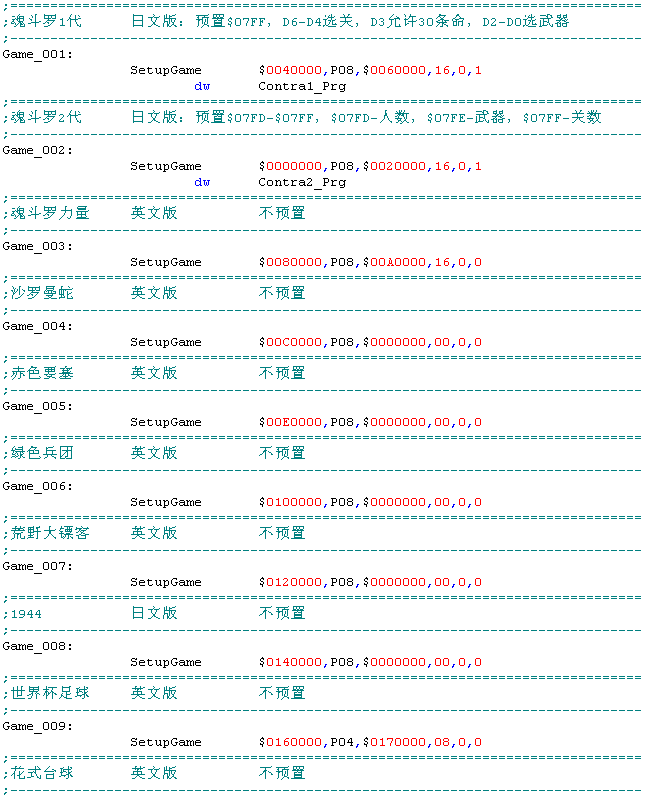 ;================================================================================
;魂斗罗1代 日文版: 预置$07FF, D6-D4选关, D3允许30条命, D2-D0选武器
;--------------------------------------------------------------------------------
Game_001:
SetupGame $0040000,P08,$0060000,16,0,1
dw Contra1_Prg
;================================================================================
;魂斗罗2代 日文版: 预置$07FD-$07FF, $07FD-人数, $07FE-武器, $07FF-关数
;--------------------------------------------------------------------------------
Game_002:
SetupGame $0000000,P08,$0020000,16,0,1
dw Contra2_Prg
;================================================================================
;魂斗罗力量 英文版 不预置
;--------------------------------------------------------------------------------
Game_003:
SetupGame $0080000,P08,$00A0000,16,0,0
;================================================================================
;沙罗曼蛇 英文版 不预置
;--------------------------------------------------------------------------------
Game_004:
SetupGame $00C0000,P08,$0000000,00,0,0
;================================================================================
;赤色要塞 英文版 不预置
;--------------------------------------------------------------------------------
Game_005:
SetupGame $00E0000,P08,$0000000,00,0,0
;================================================================================
;绿色兵团 英文版 不预置
;--------------------------------------------------------------------------------
Game_006:
SetupGame $0100000,P08,$0000000,00,0,0
;================================================================================
;荒野大镖客 英文版 不预置
;--------------------------------------------------------------------------------
Game_007:
SetupGame $0120000,P08,$0000000,00,0,0
;================================================================================
;1944 日文版 不预置
;--------------------------------------------------------------------------------
Game_008:
SetupGame $0140000,P08,$0000000,00,0,0
;================================================================================
;世界杯足球 英文版 不预置
;--------------------------------------------------------------------------------
Game_009:
SetupGame $0160000,P04,$0170000,08,0,0
;================================================================================
;花式台球 英文版 不预置
;--------------------------------------------------------------------------------